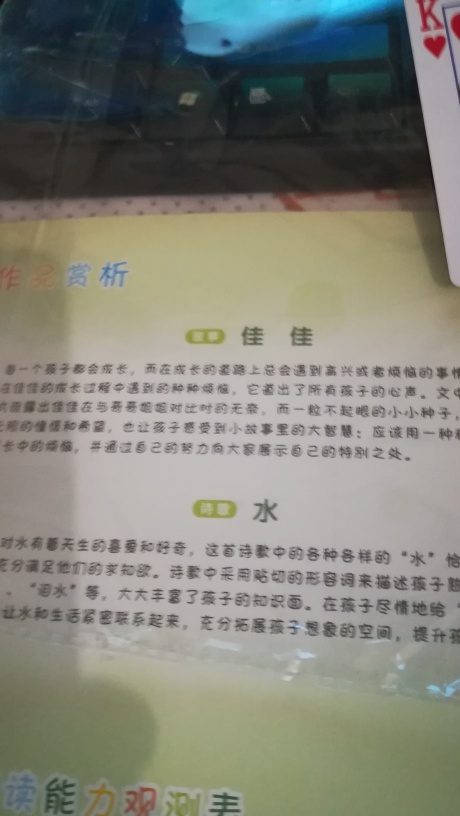 K
作品赏析
故事 佳 佳
每一个孩子都会成长，而在成长的道路上总会遇到高兴或者烦恼的事情
在佳佳的成长过程中遇到的种种烦恼，它道出了所有孩子的心声。文中
流露出佳佳在与哥哥姐姐对比时的无奈，而一粒不起眼的小小种子，
无限的憧憬和希望，也让孩子感受到小故事里的大智慧：应该用一种
长中的烦恼，并通过自己的努力向大家展示自己的特别之处。
诗歌 水
对水有着天生的喜爱和好奇，这首诗歌中的各种各样的“水”恰
充分满足他们的求知欲。诗歌中采用贴切的形容词来描述孩子熟
、“泪水”等，大大丰富了孩子的知识面。在孩子尽情地给“
让水和生活紧密联系起来，充分拓展孩子想象的空间，提升孩
读能力观测表